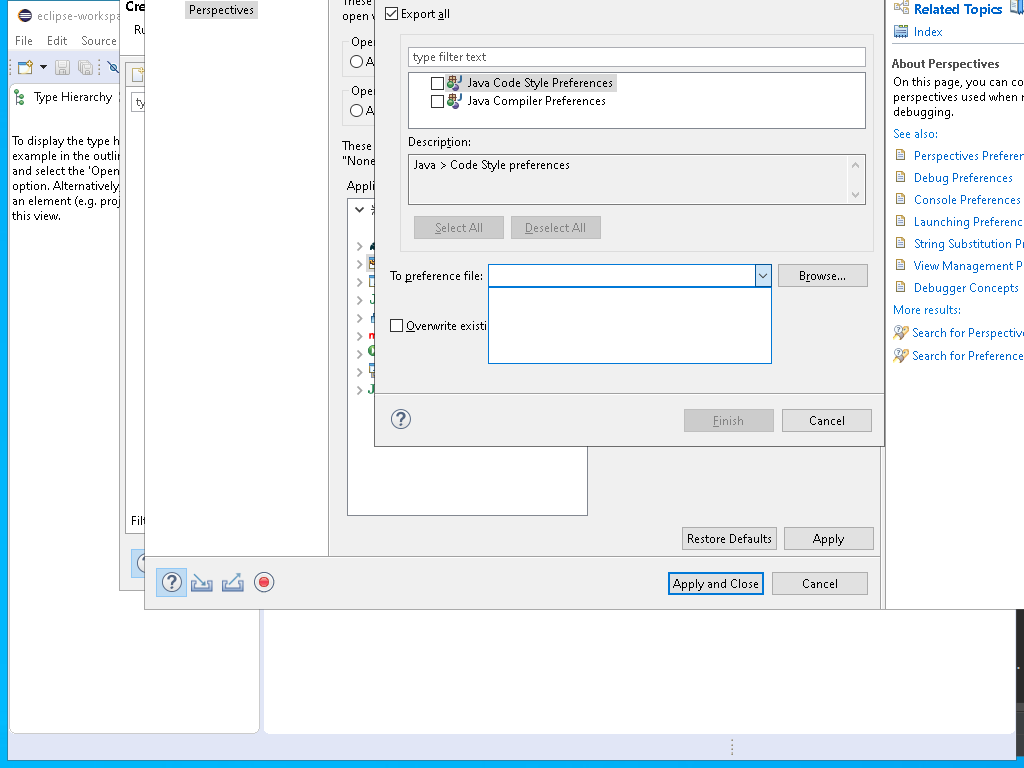 eclipse-workspa
File Edit Source
Type Hierarchy
To display the type h
example in the outlin
and select the 'Open
option. Alternatively
an element (e.g. proj
this view.
Cre
Ru
ty
Filt
Perspectives
These
open v
Oper
A
Oper
A
These
"None
Appli
Export all
type filter text
Java Code Style Preferences
Java Compiler Preferences
Description:
Java > Code Style preferences
Select All Deselect All
To preference file: Browse...
Overwrite existi
Finish Cancel
Restore Defaults Apply
Apply and Close Cancel
Related Topics
Index
About Perspectives
On this page, you can co
perspectives used when r
debugging.
See also:
Perspectives Preferen
Debug Preferences
Console Preferences
Launching Preferenc
String Substitution Pr
View Management P
Debugger Concepts
More results:
Search for Perspectiv
Search for Preference